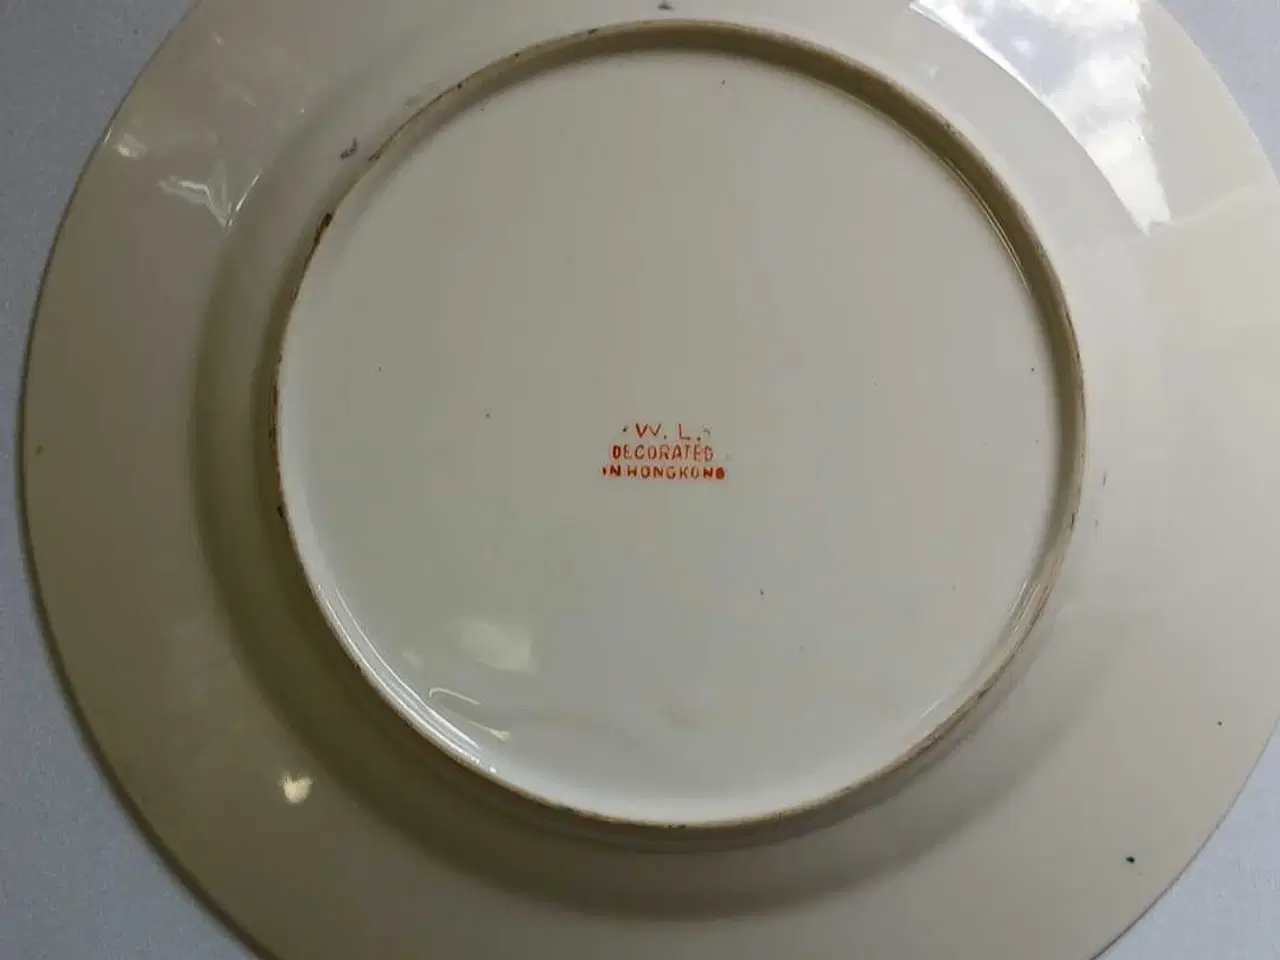 W. L.
DECORATED
IN HONGKONG